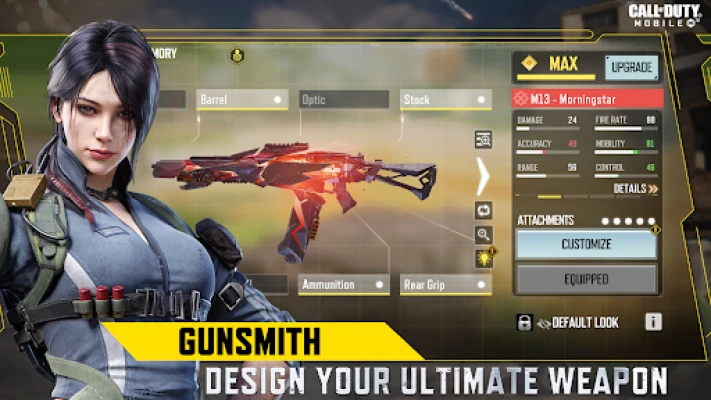 CALL OF DUTY
MOBILE
MORY
MAX
UPGRADE
Barrel
Optic
Stock
M13 - Morningstar
DAMAGE 24 FIRE RATE 88
ACCURACY 49 MOBILITY 81
RANGE 56 CONTROL 46
DETAILS
ATTACHMENTS
CUSTOMIZE
EQUIPPED
Ammunition
Rear Grip
DEFAULT LOOK
GUNSMITH
DESIGN YOUR ULTIMATE WEAPON